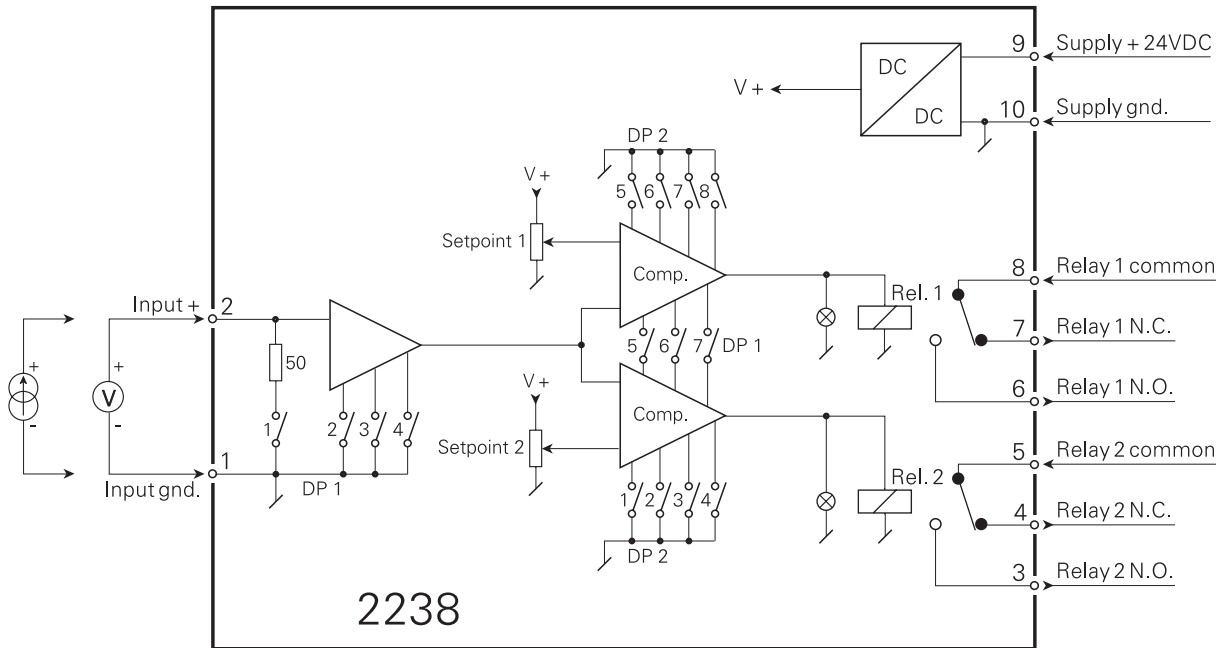 9
Supply + 24VDC
DC
V +
DC
10
Supply gnd.
DP 2
V +
5 6 7 8
Setpoint 1
Comp.
8
Relay 1 common
Input +
2
Rel. 1
7
Relay 1 N.C.
50
5 6 7
DP 1
+
+
V
-
-
V +
6
Relay 1 N.O.
1
2
3
4
Comp.
Setpoint 2
5
Relay 2 common
1
Input gnd.
DP 1
Rel. 2
1 2 3 4
4
Relay 2 N.C.
DP 2
3
Relay 2 N.O.
2238